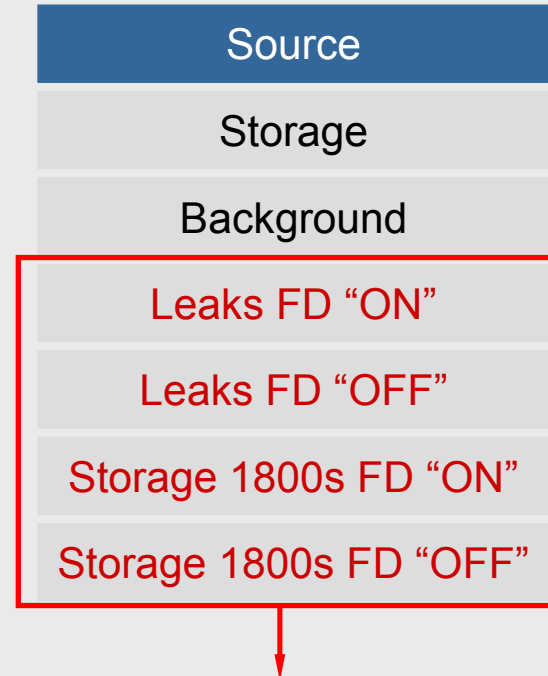 Source
Storage
Background
Leaks FD “ON”
Leaks FD “OFF”
Storage 1800s FD “ON”
Storage 1800s FD “OFF”